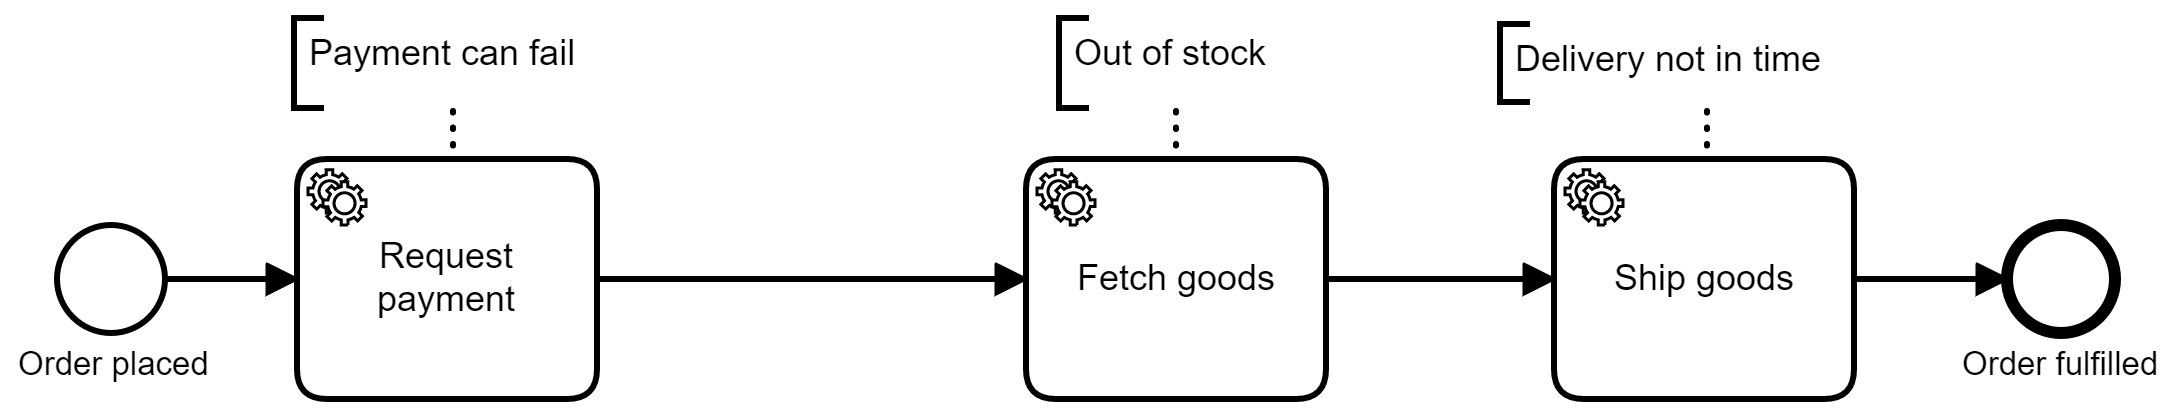 Payment can fail
Out of stock
Delivery not in time
Request
payment
Fetch goods
Ship goods
Order placed
Order fulfilled